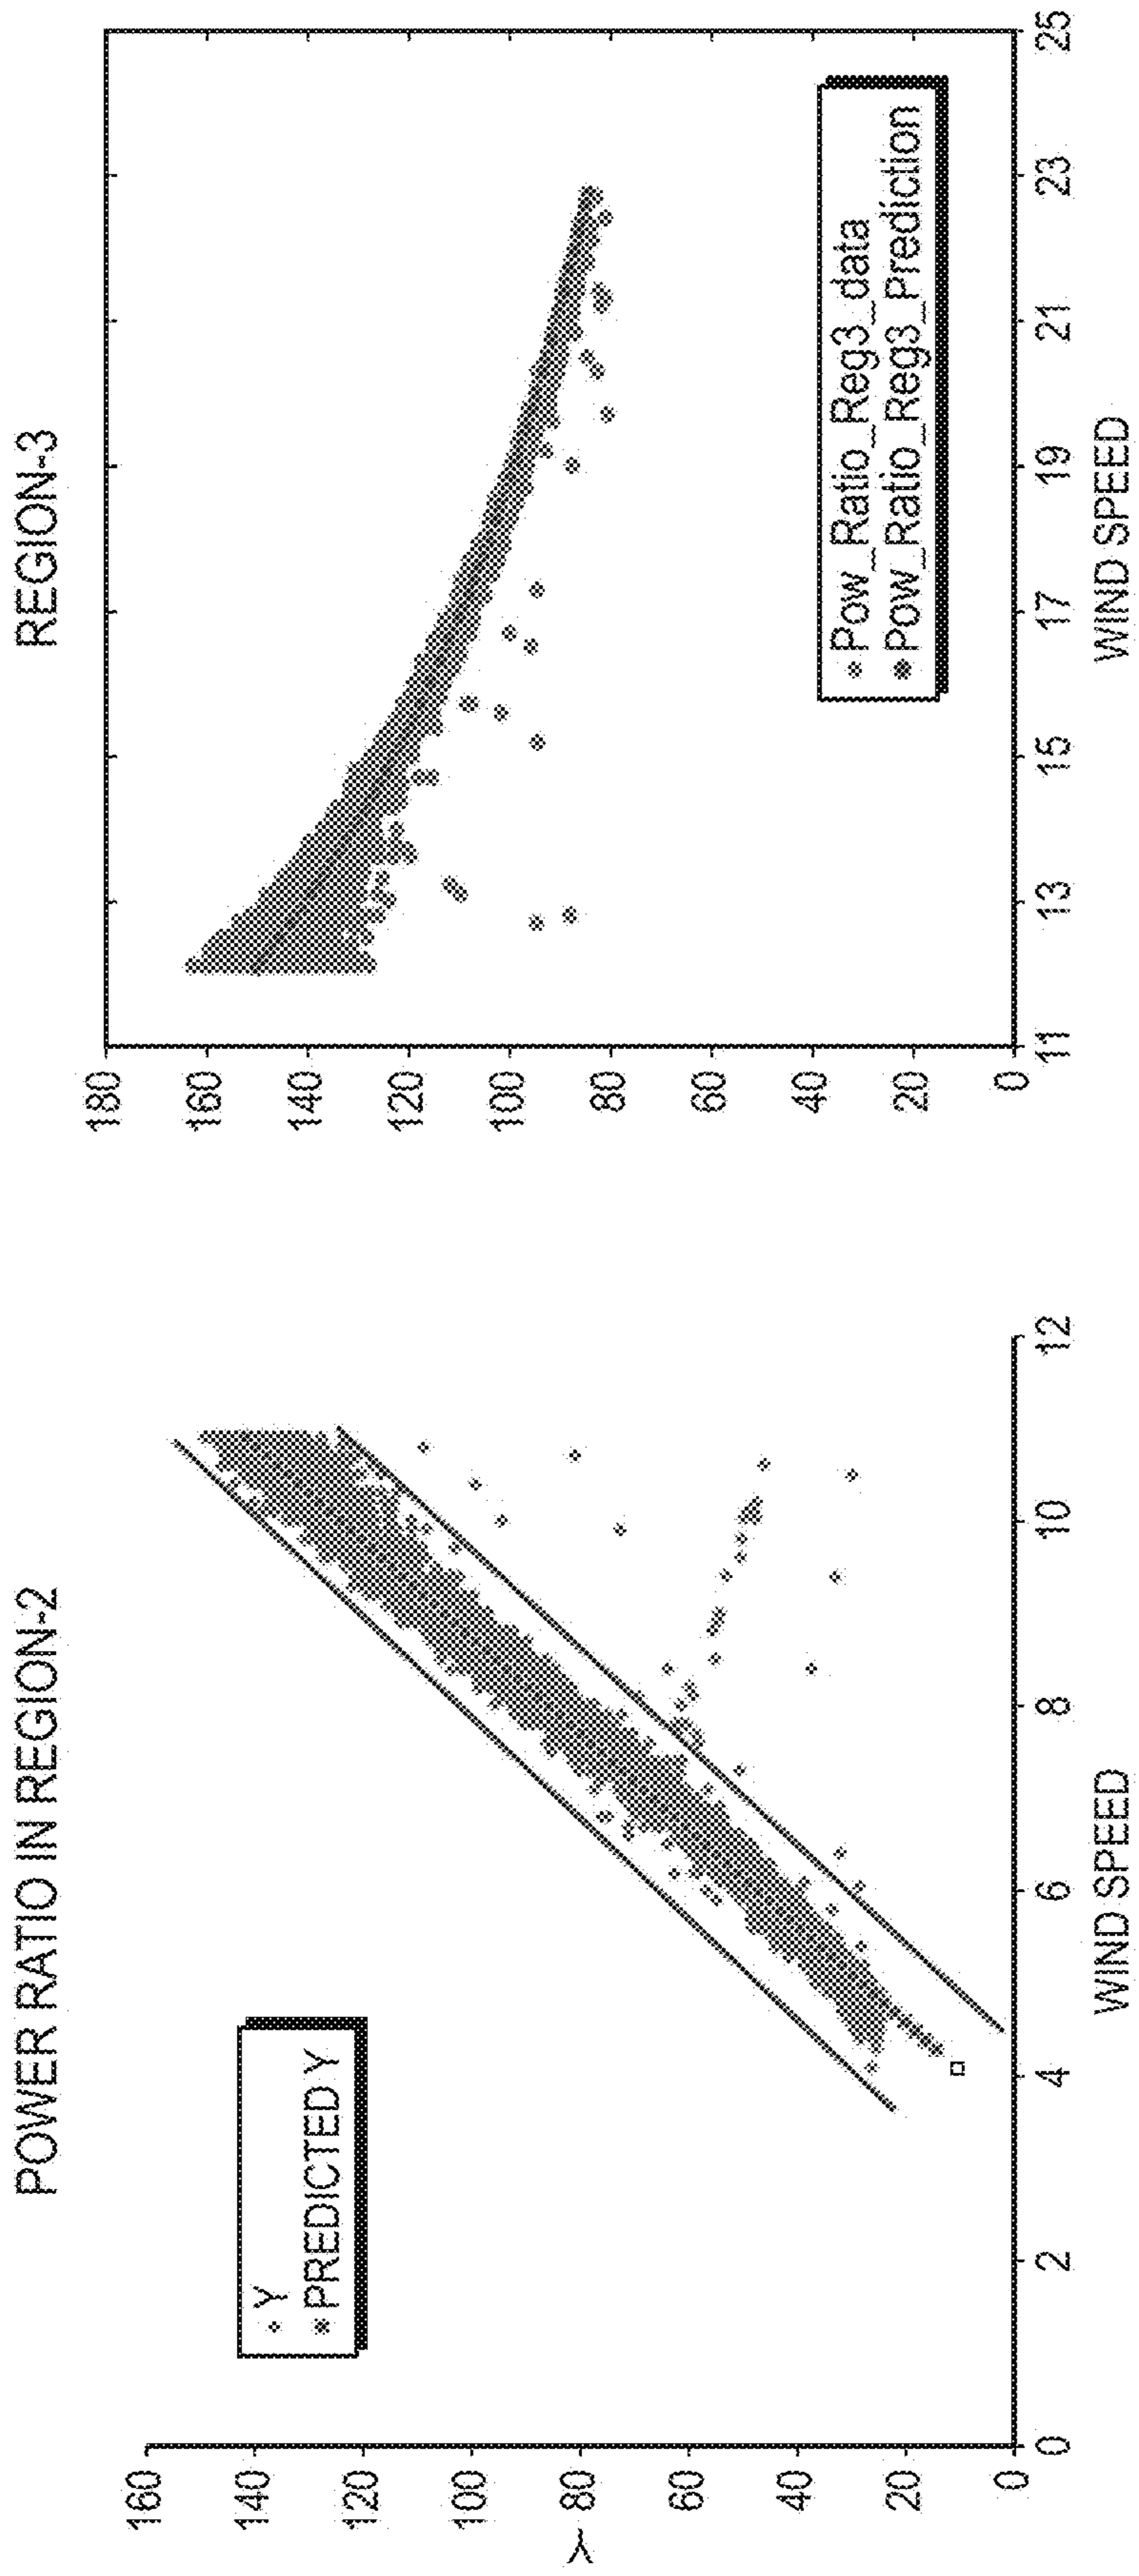 POWER RATIO IN REGION-2
Y
160
140
120
100
80
60
40
20
0
Y
PREDICTED Y
0 2 4 6 8 10 12
WIND SPEED
REGION-3
180
160
140
120
100
80
60
40
20
0
Pow_Ratio_Reg3_data
Pow_Ratio_Reg3_Prediction
11 13 15 17 19 21 23 25
WIND SPEED